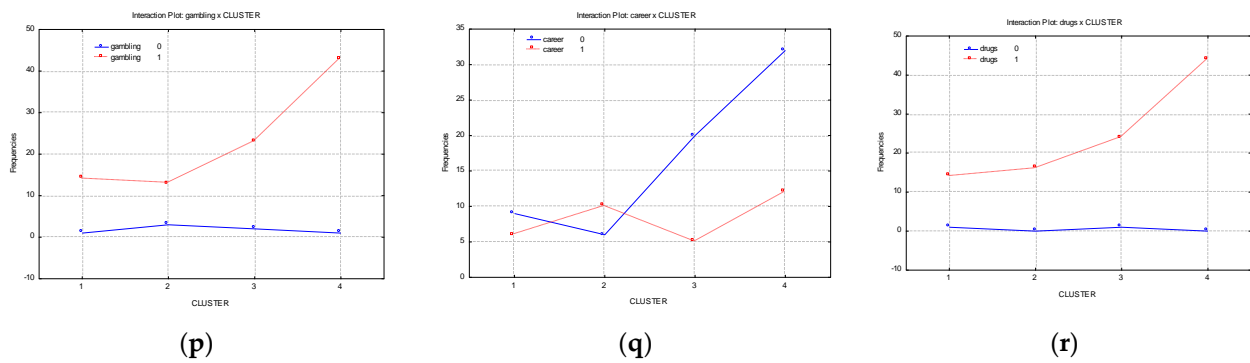 Interaction Plot: gambling x CLUSTER
50
40
30
20
10
0
-10
gambling 0
gambling 1
Frequencies
1 2 3 4
CLUSTER
(p)
Interaction Plot: career x CLUSTER
35
30
25
20
15
10
5
0
career 0
career 1
Frequencies
1 2 3 4
CLUSTER
(q)
Interaction Plot: drugs x CLUSTER
50
40
30
20
10
0
-10
drugs 0
drugs 1
Frequencies
1 2 3 4
CLUSTER
(r)